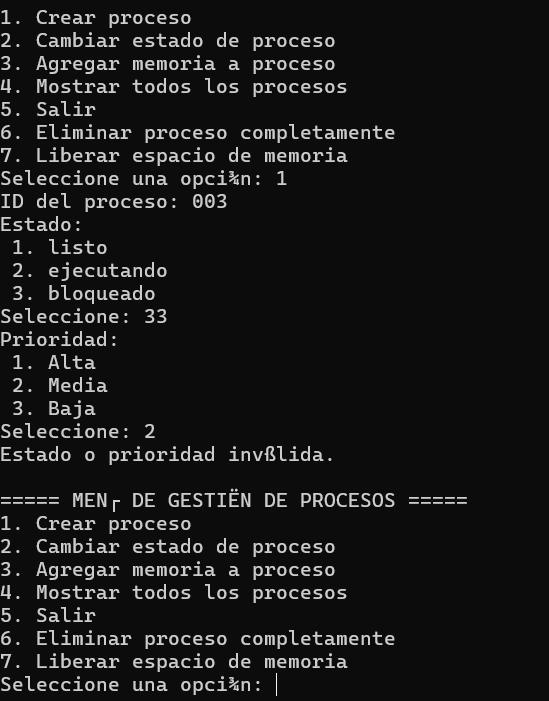 1. Crear proceso
2. Cambiar estado de proceso
3. Agregar memoria a proceso
4. Mostrar todos los procesos
5. Salir
6. Eliminar proceso completamente
7. Liberar espacio de memoria
Seleccione una opci¾n: 1
ID del proceso: 003
Estado:
 1. listo
 2. ejecutando
 3. bloqueado
Seleccione: 33
Prioridad:
 1. Alta
 2. Media
 3. Baja
Seleccione: 2
Estado o prioridad invßlida.

===== MEN┌ DE GESTIËN DE PROCESOS =====
1. Crear proceso
2. Cambiar estado de proceso
3. Agregar memoria a proceso
4. Mostrar todos los procesos
5. Salir
6. Eliminar proceso completamente
7. Liberar espacio de memoria
Seleccione una opci¾n: